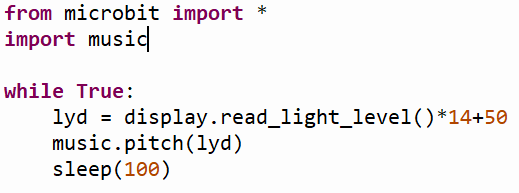 from microbit import *
import music

while True:
    lyd = display.read_light_level()*14+50
    music.pitch(lyd)
    sleep(100)